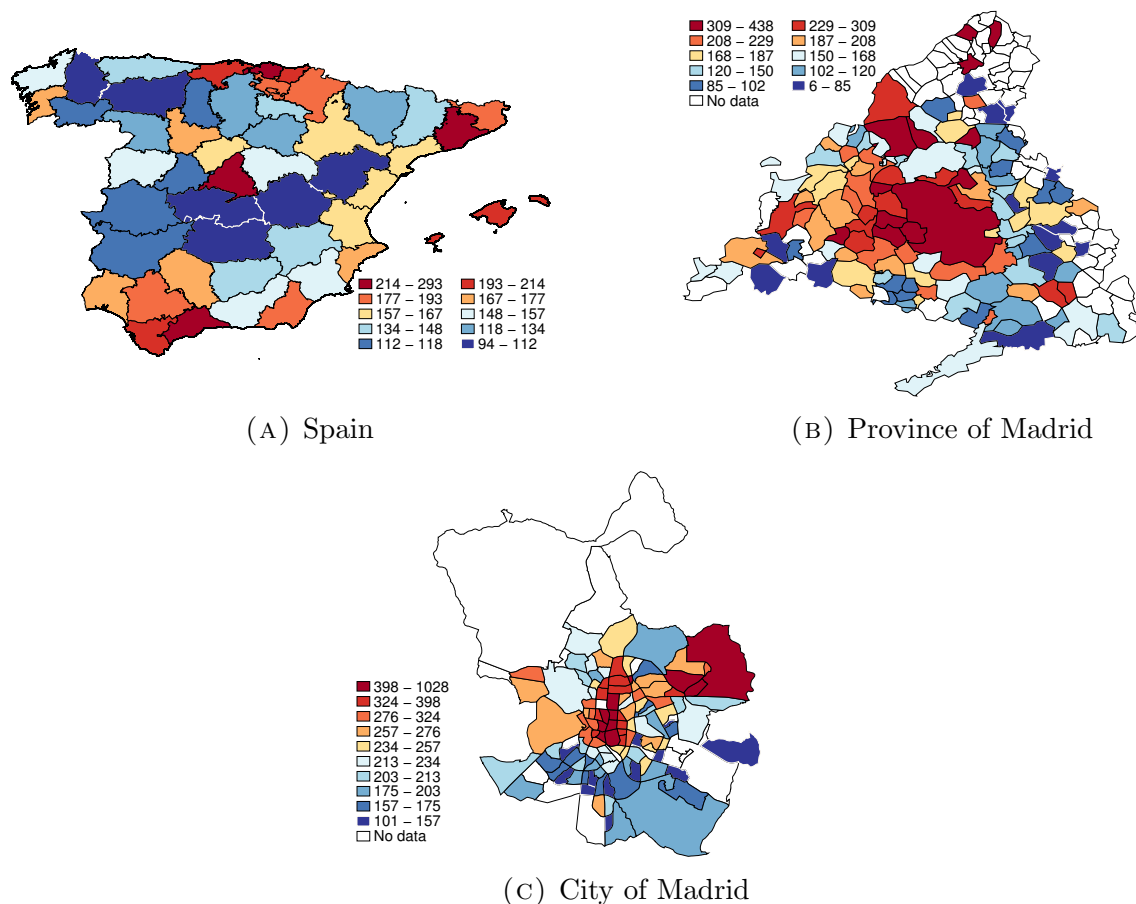 309 – 438 229 – 309
208 – 229 187 – 208
168 – 187 150 – 168
120 – 150 102 – 120
85 – 102 6 – 85
No data
214 – 293 193 – 214
177 – 193 167 – 177
157 – 167 148 – 157
134 – 148 118 – 134
112 – 118 94 – 112
(A) Spain
(B) Province of Madrid
398 – 1028
324 – 398
276 – 324
257 – 276
234 – 257
213 – 234
203 – 213
175 – 203
157 – 175
101 – 157
No data
(C) City of Madrid